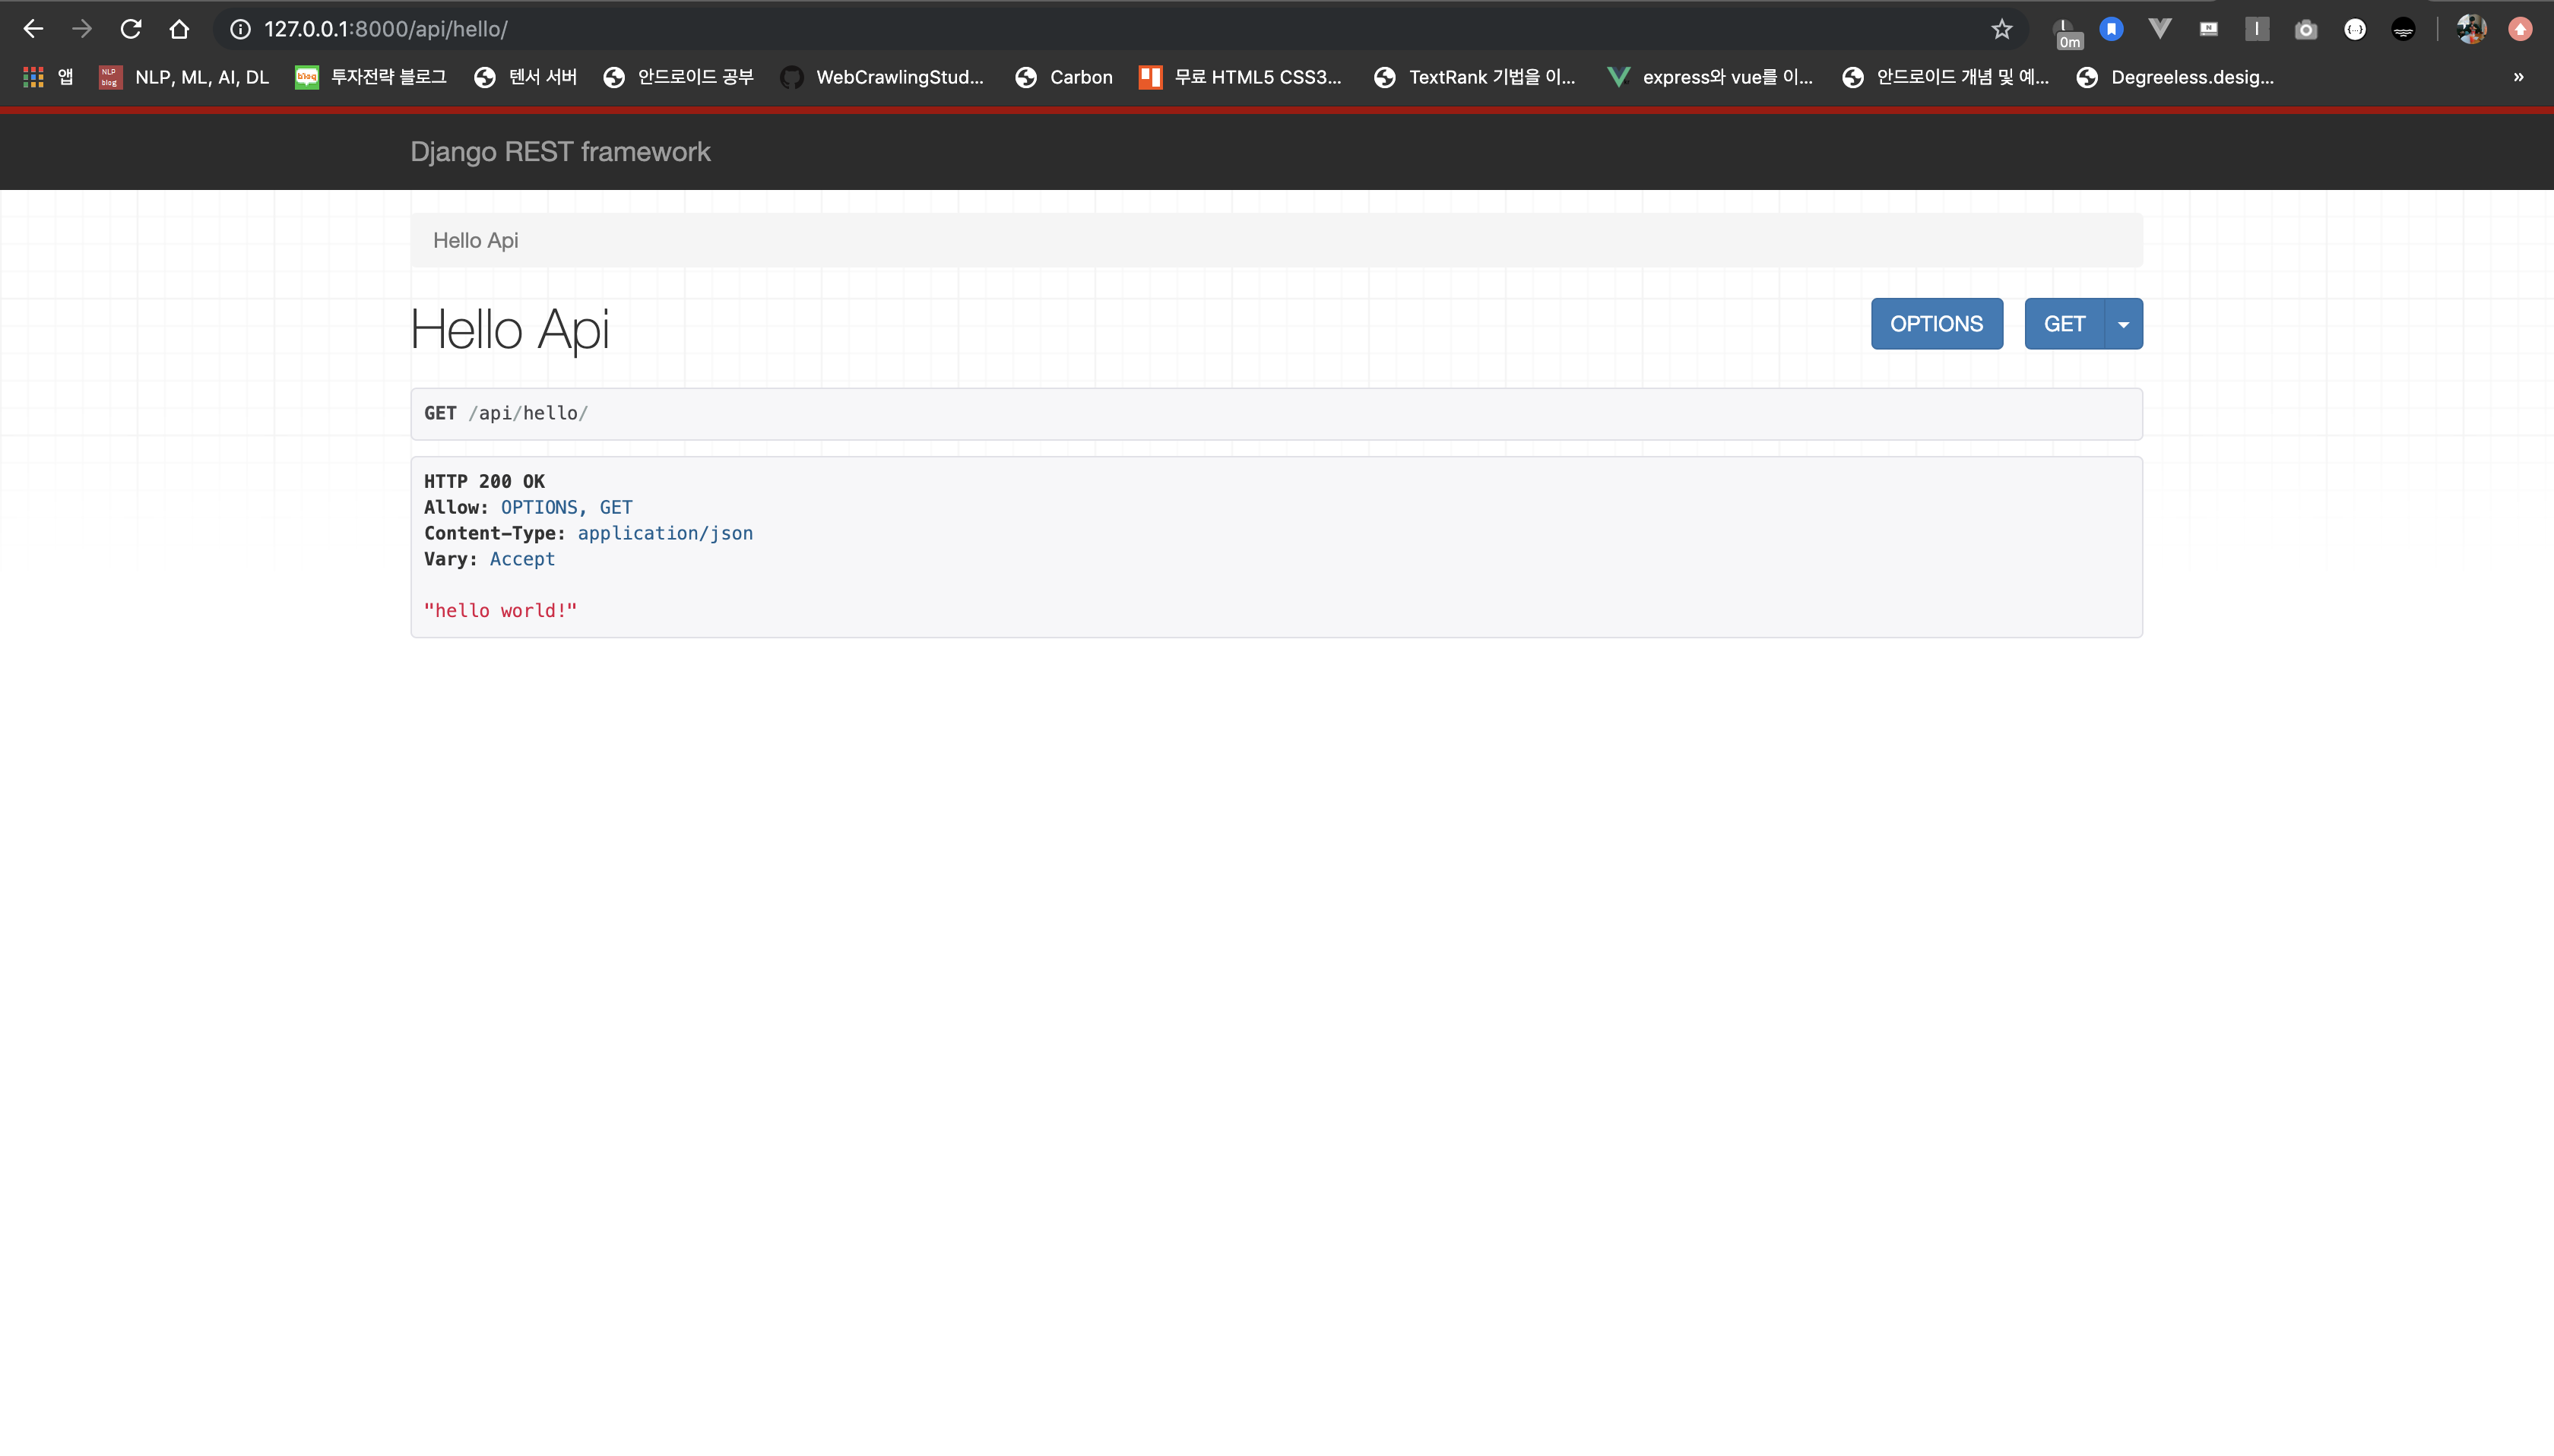 127.0.0.1:8000/api/hello/
0m
앱 NLP blog NLP, ML, AI, DL blog 투자전략 블로그 텐서 서버 안드로이드 공부 WebCrawlingStud... Carbon 무료 HTML5 CSS3... TextRank 기법을 이... express와 vue를 이... 안드로이드 개념 및 예... Degreeless.desig... »
Django REST framework
Hello Api
Hello Api OPTIONS GET
GET /api/hello/
HTTP 200 OK
Allow: OPTIONS, GET
Content-Type: application/json
Vary: Accept
"hello world!"